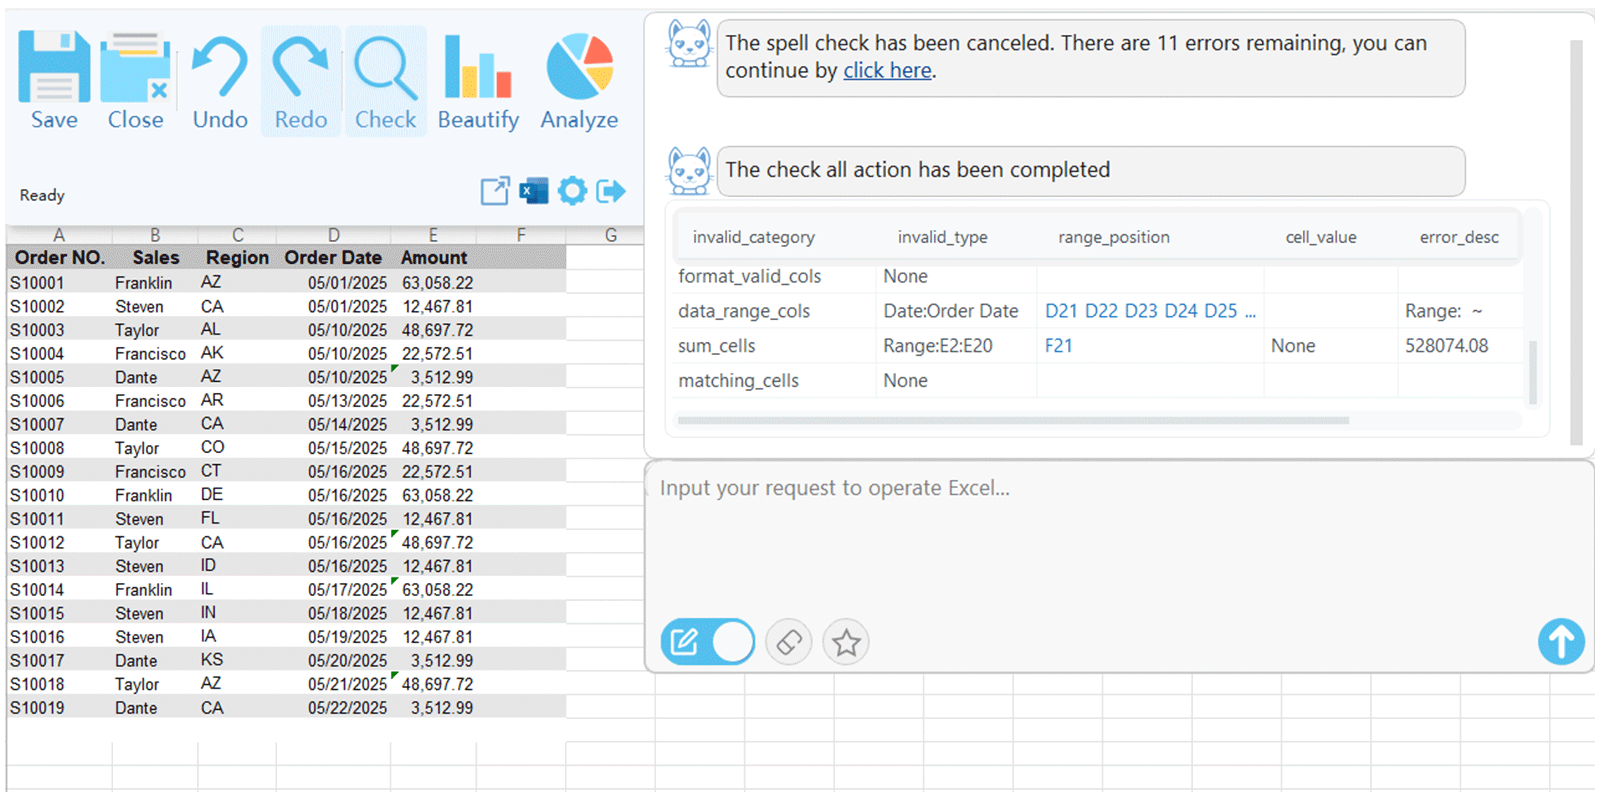 Save Close Undo Redo Check Beautify Analyze
Ready
The spell check has been canceled. There are 11 errors remaining, you can
continue by click here.
The check all action has been completed
invalid_category invalid_type range_position cell_value error_desc
format_valid_cols None
data_range_cols Date:Order Date D21 D22 D23 D24 D25 ... Range: ~
sum_cells Range:E2:E20 F21 None 528074.08
matching_cells None
Input your request to operate Excel...
A B C D E F G
Order NO. Sales Region Order Date Amount
S10001 Franklin AZ 05/01/2025 63,058.22
S10002 Steven CA 05/01/2025 12,467.81
S10003 Taylor AL 05/10/2025 48,697.72
S10004 Francisco AK 05/10/2025 22,572.51
S10005 Dante AZ 05/10/2025 3,512.99
S10006 Francisco AR 05/13/2025 22,572.51
S10007 Dante CA 05/14/2025 3,512.99
S10008 Taylor CO 05/15/2025 48,697.72
S10009 Francisco CT 05/16/2025 22,572.51
S10010 Franklin DE 05/16/2025 63,058.22
S10011 Steven FL 05/16/2025 12,467.81
S10012 Taylor CA 05/16/2025 48,697.72
S10013 Steven ID 05/16/2025 12,467.81
S10014 Franklin IL 05/17/2025 63,058.22
S10015 Steven IN 05/18/2025 12,467.81
S10016 Steven IA 05/19/2025 12,467.81
S10017 Dante KS 05/20/2025 3,512.99
S10018 Taylor AZ 05/21/2025 48,697.72
S10019 Dante CA 05/22/2025 3,512.99